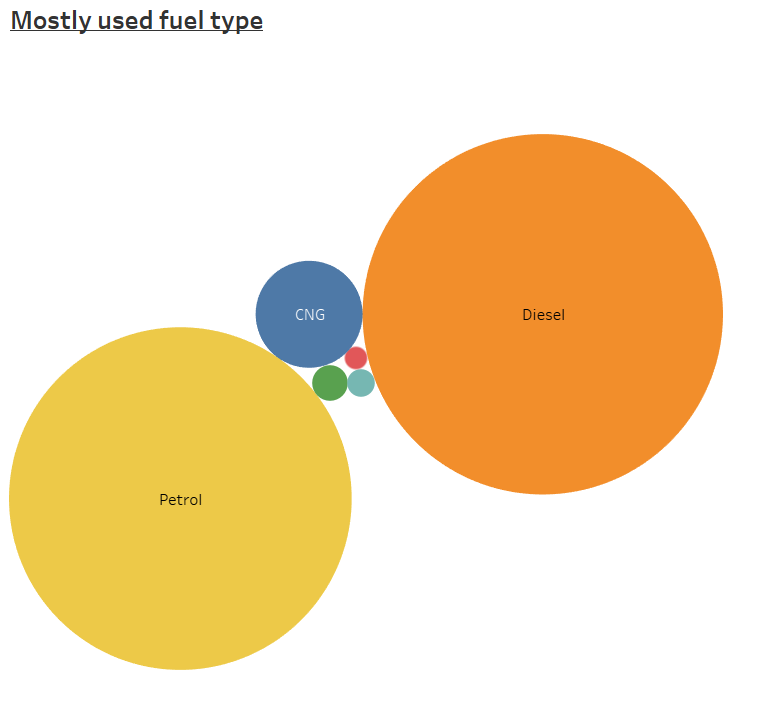 Mostly used fuel type
CNG
Diesel
Petrol